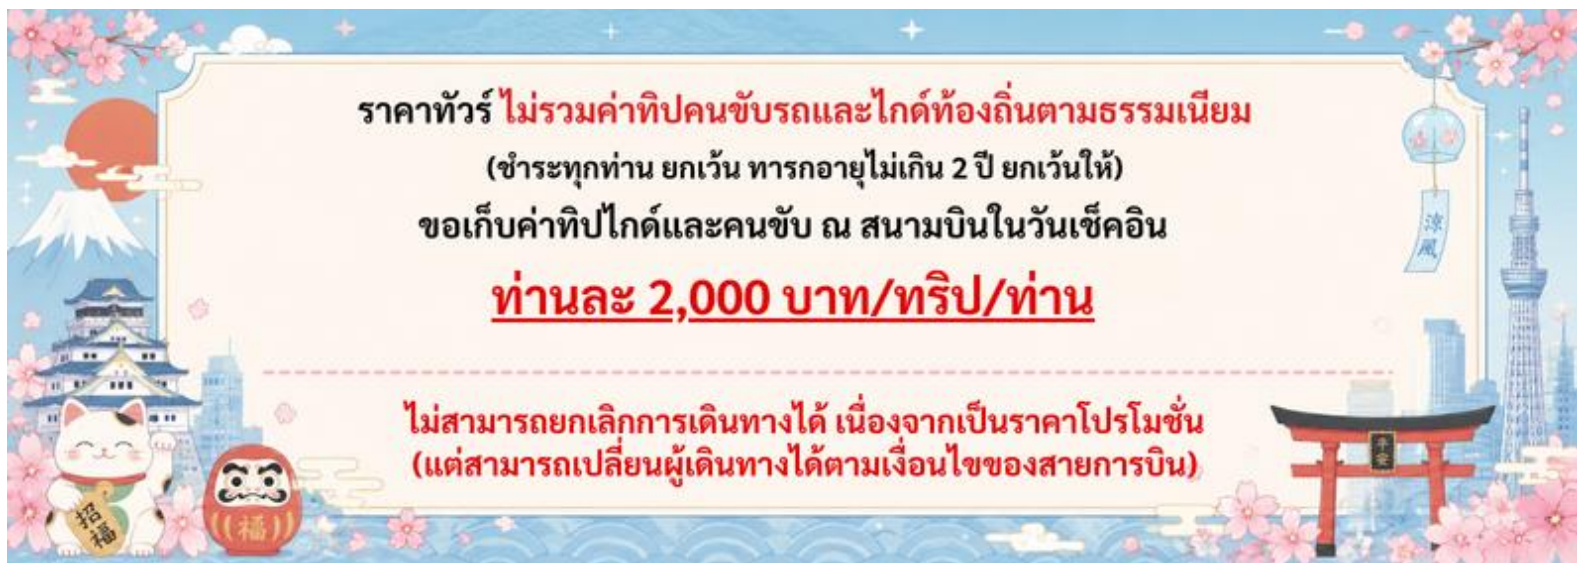 ราคาทัวร์ ไม่รวมค่าทิปคนขับรถและไกด์ท้องถิ่นตามธรรมเนียม
(ชำระทุกท่าน ยกเว้น ทารกอายุไม่เกิน 2 ปี ยกเว้นให้)
ขอเก็บค่าทิปไกด์และคนขับ ณ สนามบินในวันเช็คอิน
ท่านละ 2,000 บาท/ทริป/ท่าน
ไม่สามารถยกเลิกการเดินทางได้ เนื่องจากเป็นราคาโปรโมชั่น
(แต่สามารถเปลี่ยนผู้เดินทางได้ตามเงื่อนไขของสายการบิน)
涼風
平安
招福
福